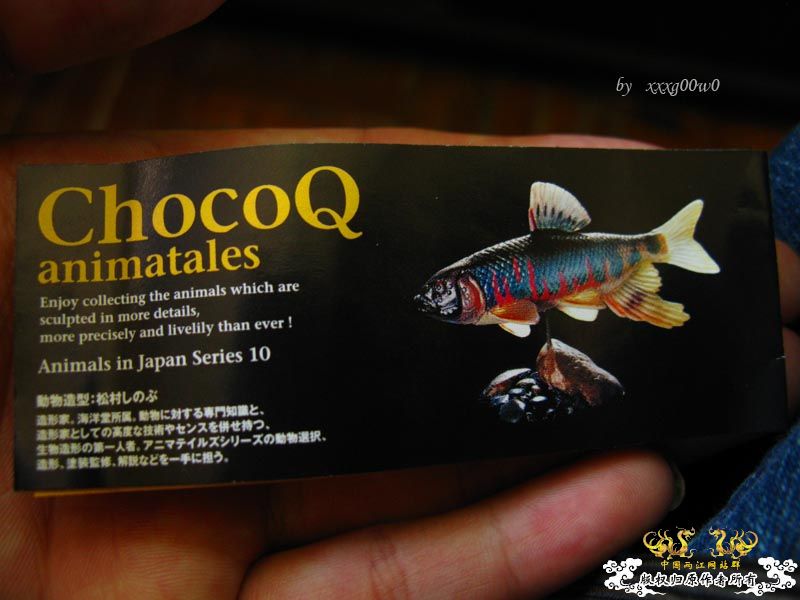 by xxxg00w0
ChocoQ
animatales
Enjoy collecting the animals which are
sculpted in more details,
more precisely and livelily than ever !
Animals in Japan Series 10
動物造型:松村しのぶ
造形家。海洋堂所属。動物に対する専門知識と、
造形家としての高度な技術やセンスを併せ持つ、
生物造形の第一人者。アニマテイルズシリーズの動物選択、
造形、塗装監修、解説などを一手に担う。
中国两江网站群
版权归原作者所有